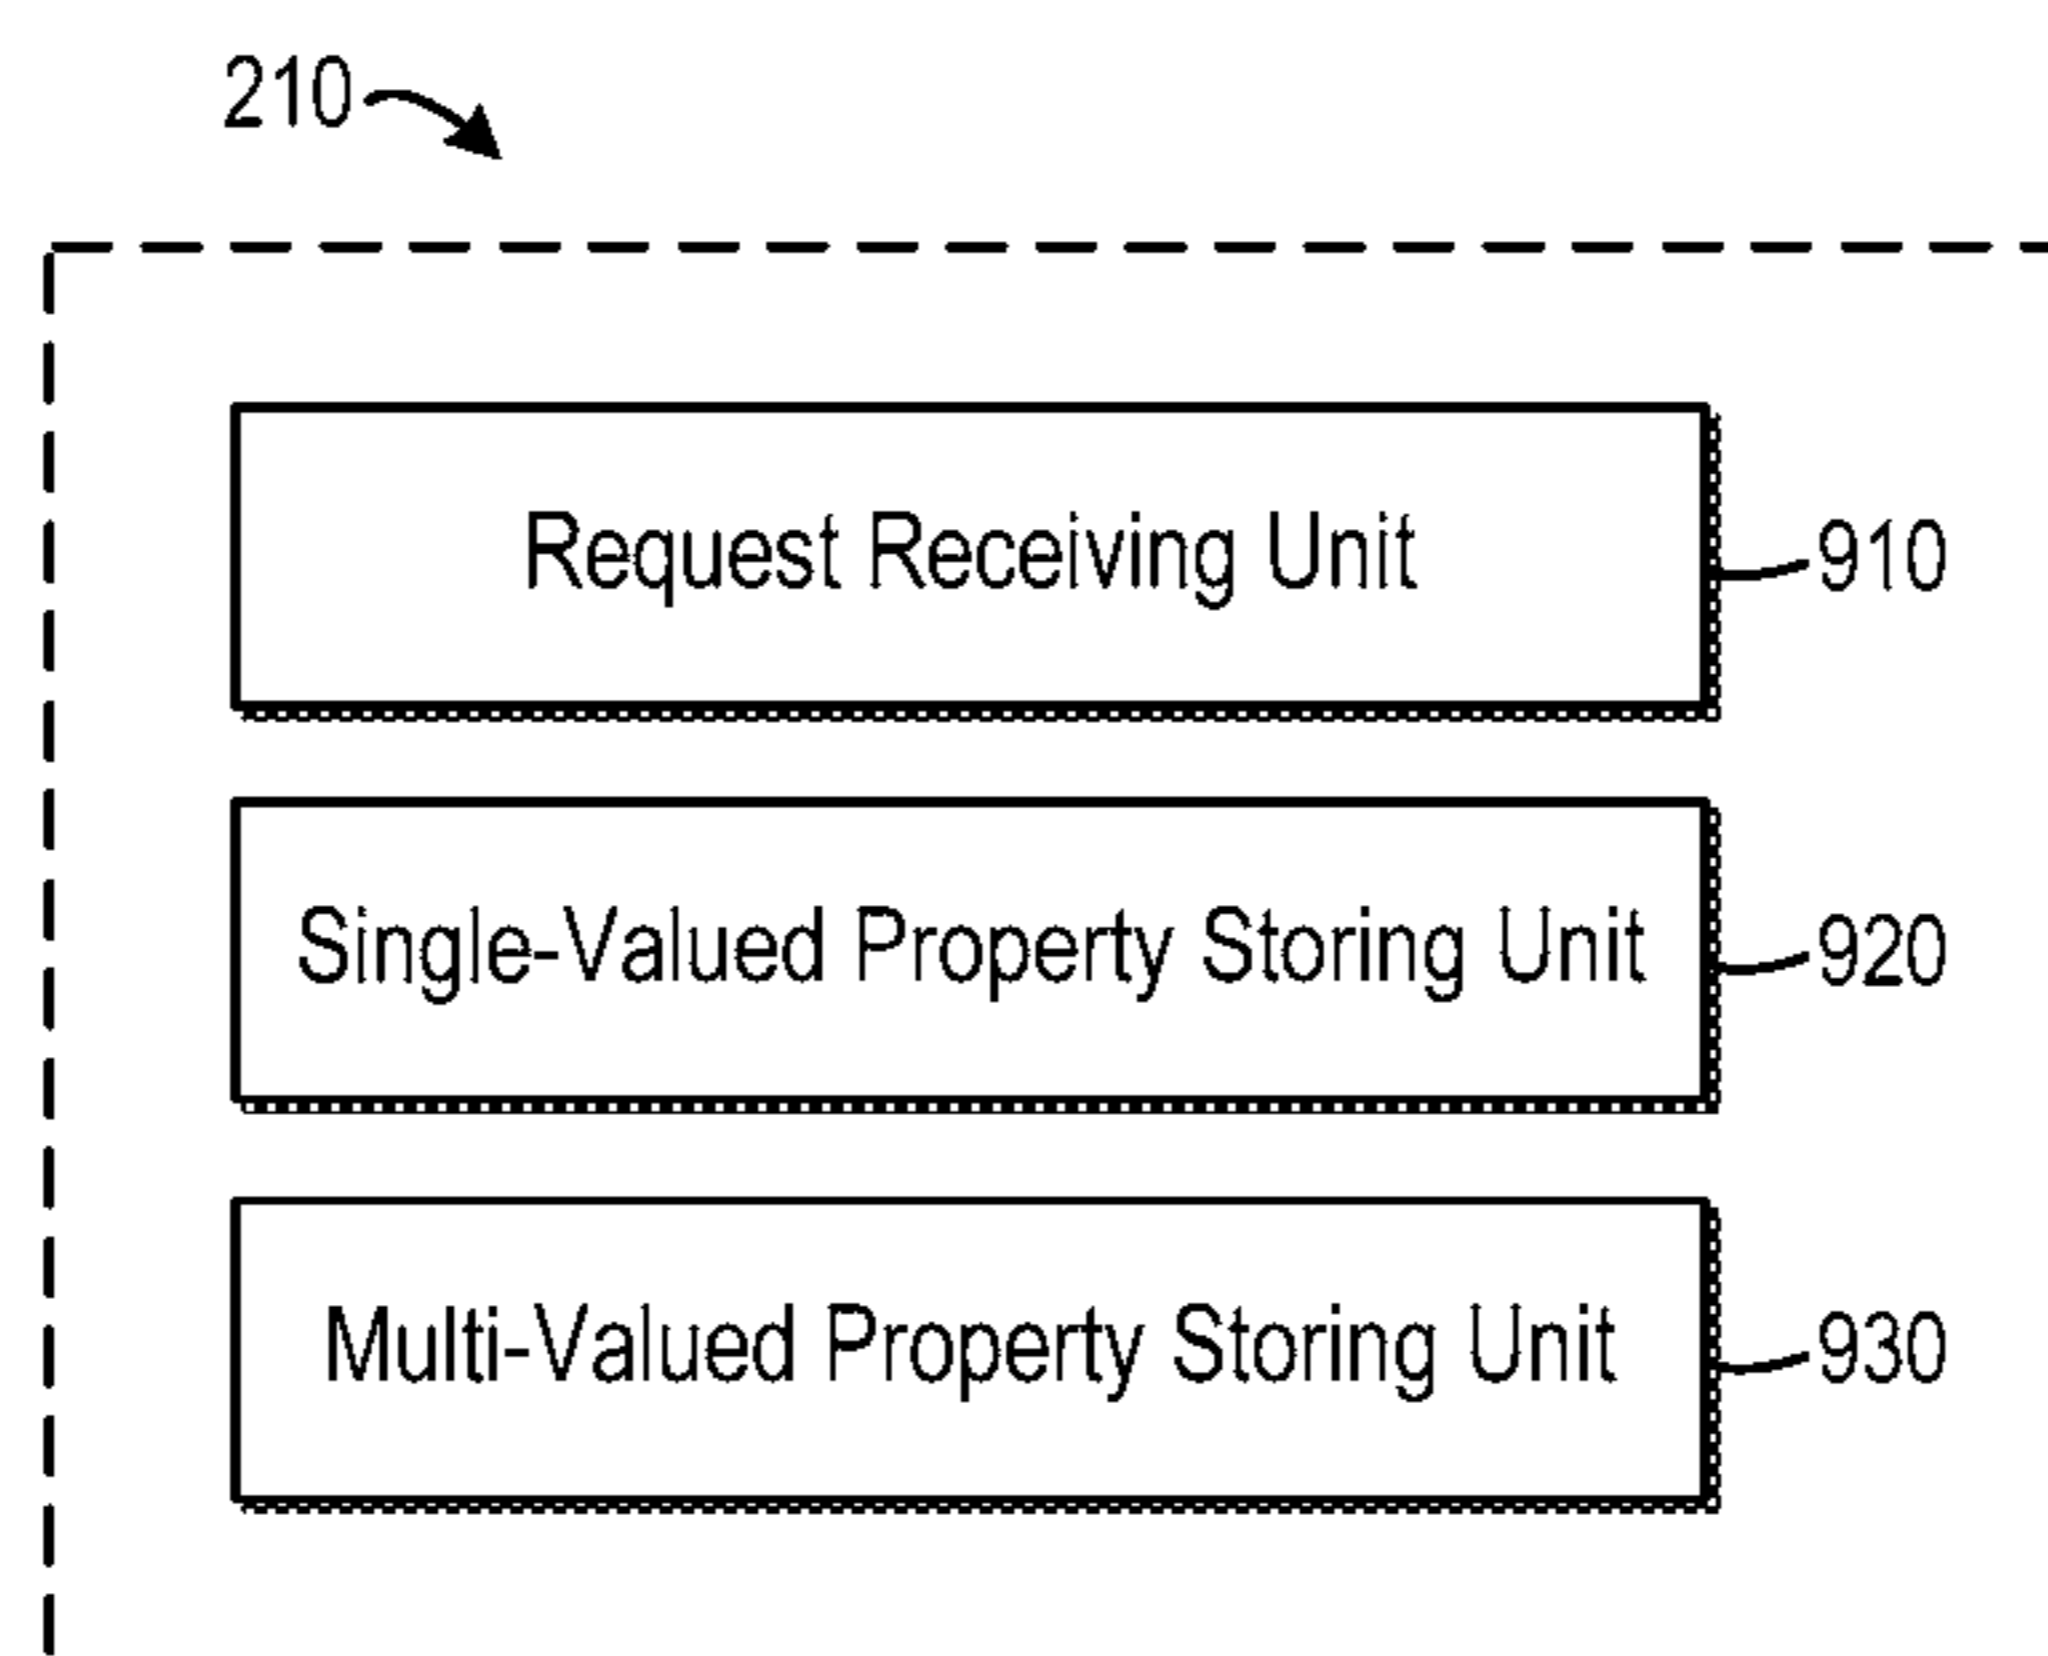 210
Request Receiving Unit
910
Single-Valued Property Storing Unit
920
Multi-Valued Property Storing Unit
930